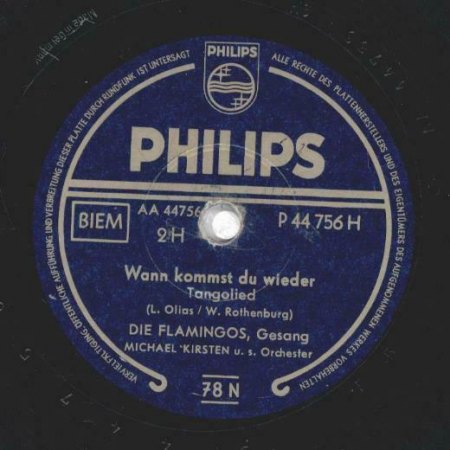 PHILIPS
VERVIELFÄLTIGUNG, ÖFFENTLICHE AUFFÜHRUNG UND VERBREITUNG DIESER PLATTE DURCH RUNDFUNK IST UNTERSAGT
ALLE RECHTE DES PLATTENHERSTELLERS UND DES EIGENTÜMERS DES AUFGENOMMENEN WERKES VORBEHALTEN
PHILIPS
BIEM
AA 44756
2H
P 44 756 H
Wann kommst du wieder
Tangolied
(L. Olias / W. Rothenburg)
DIE FLAMINGOS, Gesang
MICHAEL KIRSTEN u. s. Orchester
78 N